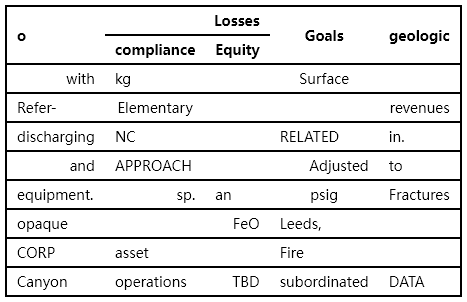 o Losses Goals geologic
compliance Equity
with kg Surface
Refer- Elementary revenues
discharging NC RELATED in.
and APPROACH Adjusted to
equipment. sp. an psig Fractures
opaque FeO Leeds,
CORP asset Fire
Canyon operations TBD subordinated DATA